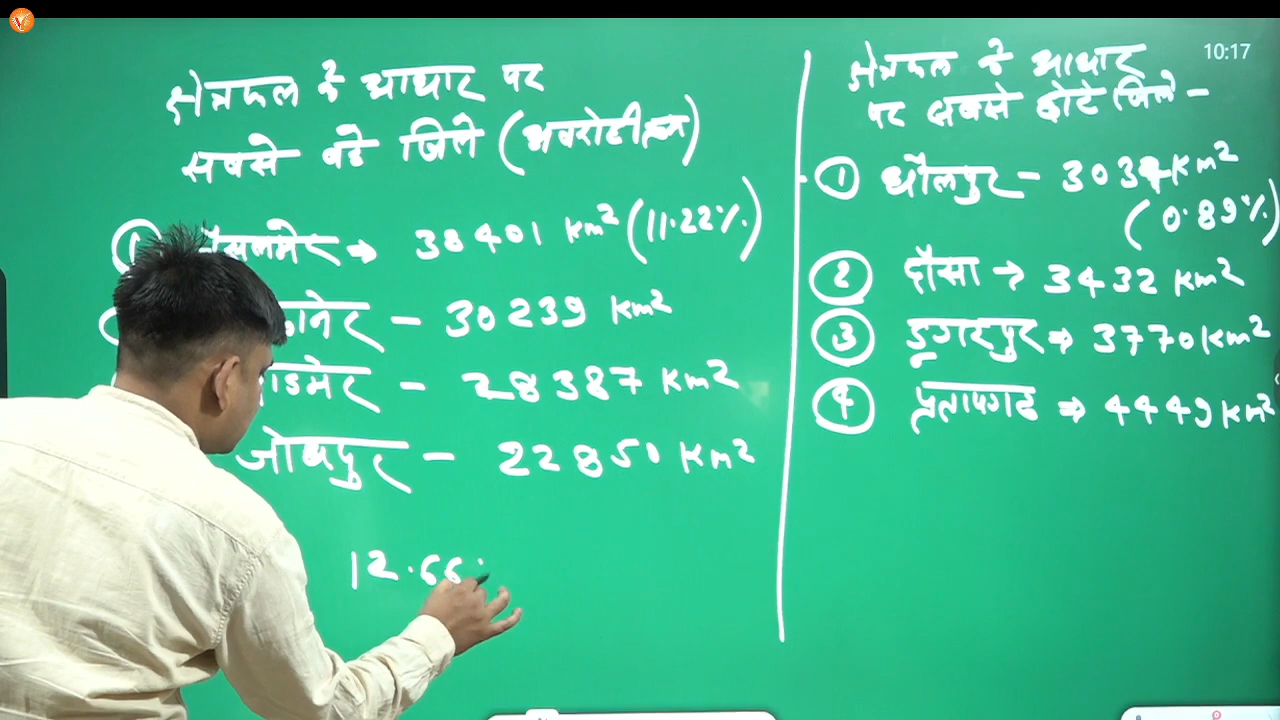 क्षेत्रफल के आधार पर
सबसे बडे जिले (अवरोही क्रम)
① जैसलमेर → 38401 km² (11.22%)
कानेर – 30239 km²
बाडमेर – 28387 km²
जोधपुर – 22850 km²
12.66
10:17
क्षेत्रफल के आधार
पर सबसे छोटे जिले –
① धौलपुर – 3034 km²
(0.89%)
② दौसा → 3432 km²
③ डूगरपुर ⇒ 3770 km²
④ प्रतापगढ ⇒ 4449 km²